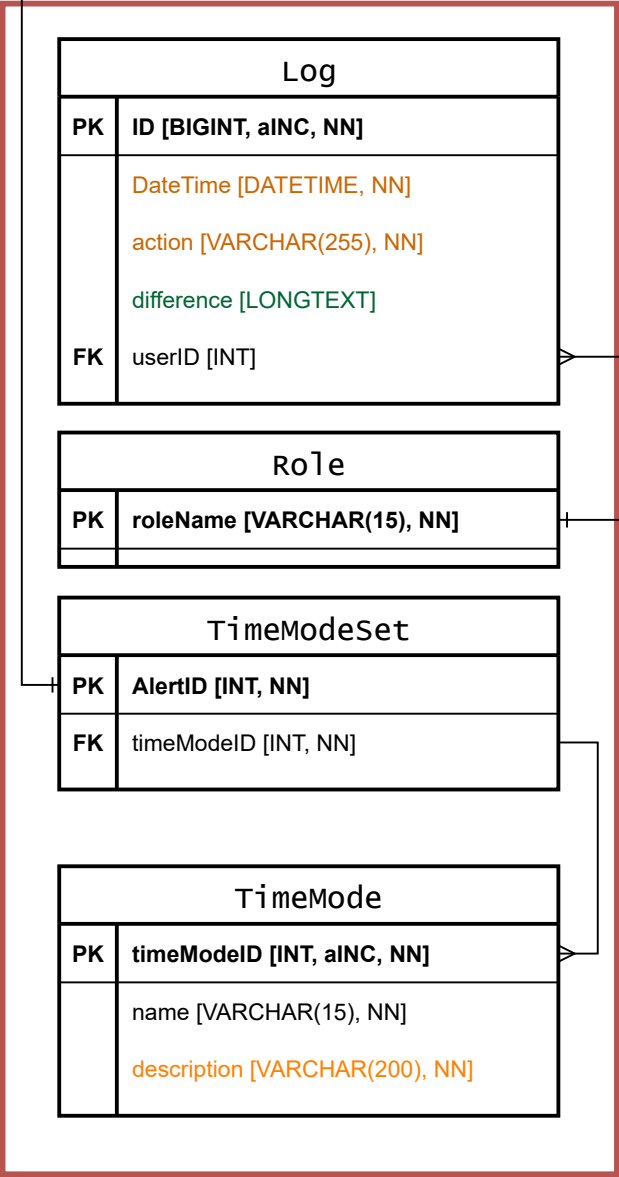 Log
PK ID [BIGINT, aINC, NN]
DateTime [DATETIME, NN]
action [VARCHAR(255), NN]
difference [LONGTEXT]
FK userID [INT]
Role
PK roleName [VARCHAR(15), NN]
TimeModeSet
PK AlertID [INT, NN]
FK timeModeID [INT, NN]
TimeMode
PK timeModeID [INT, aINC, NN]
name [VARCHAR(15), NN]
description [VARCHAR(200), NN]